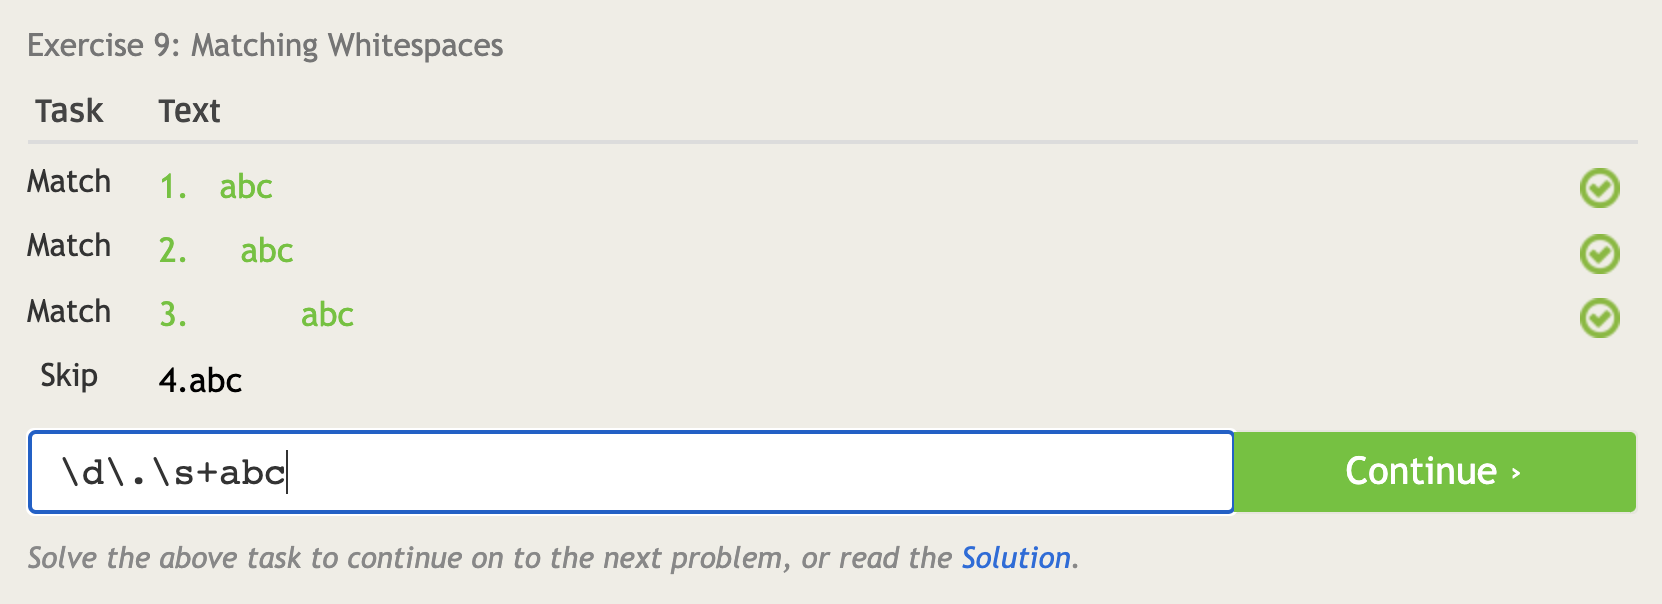 Exercise 9: Matching Whitespaces
Task Text
Match 1.   abc
Match 2.     abc
Match 3.           abc
Skip 4.abc
\d\.\s+abc Continue ›
Solve the above task to continue on to the next problem, or read the Solution.